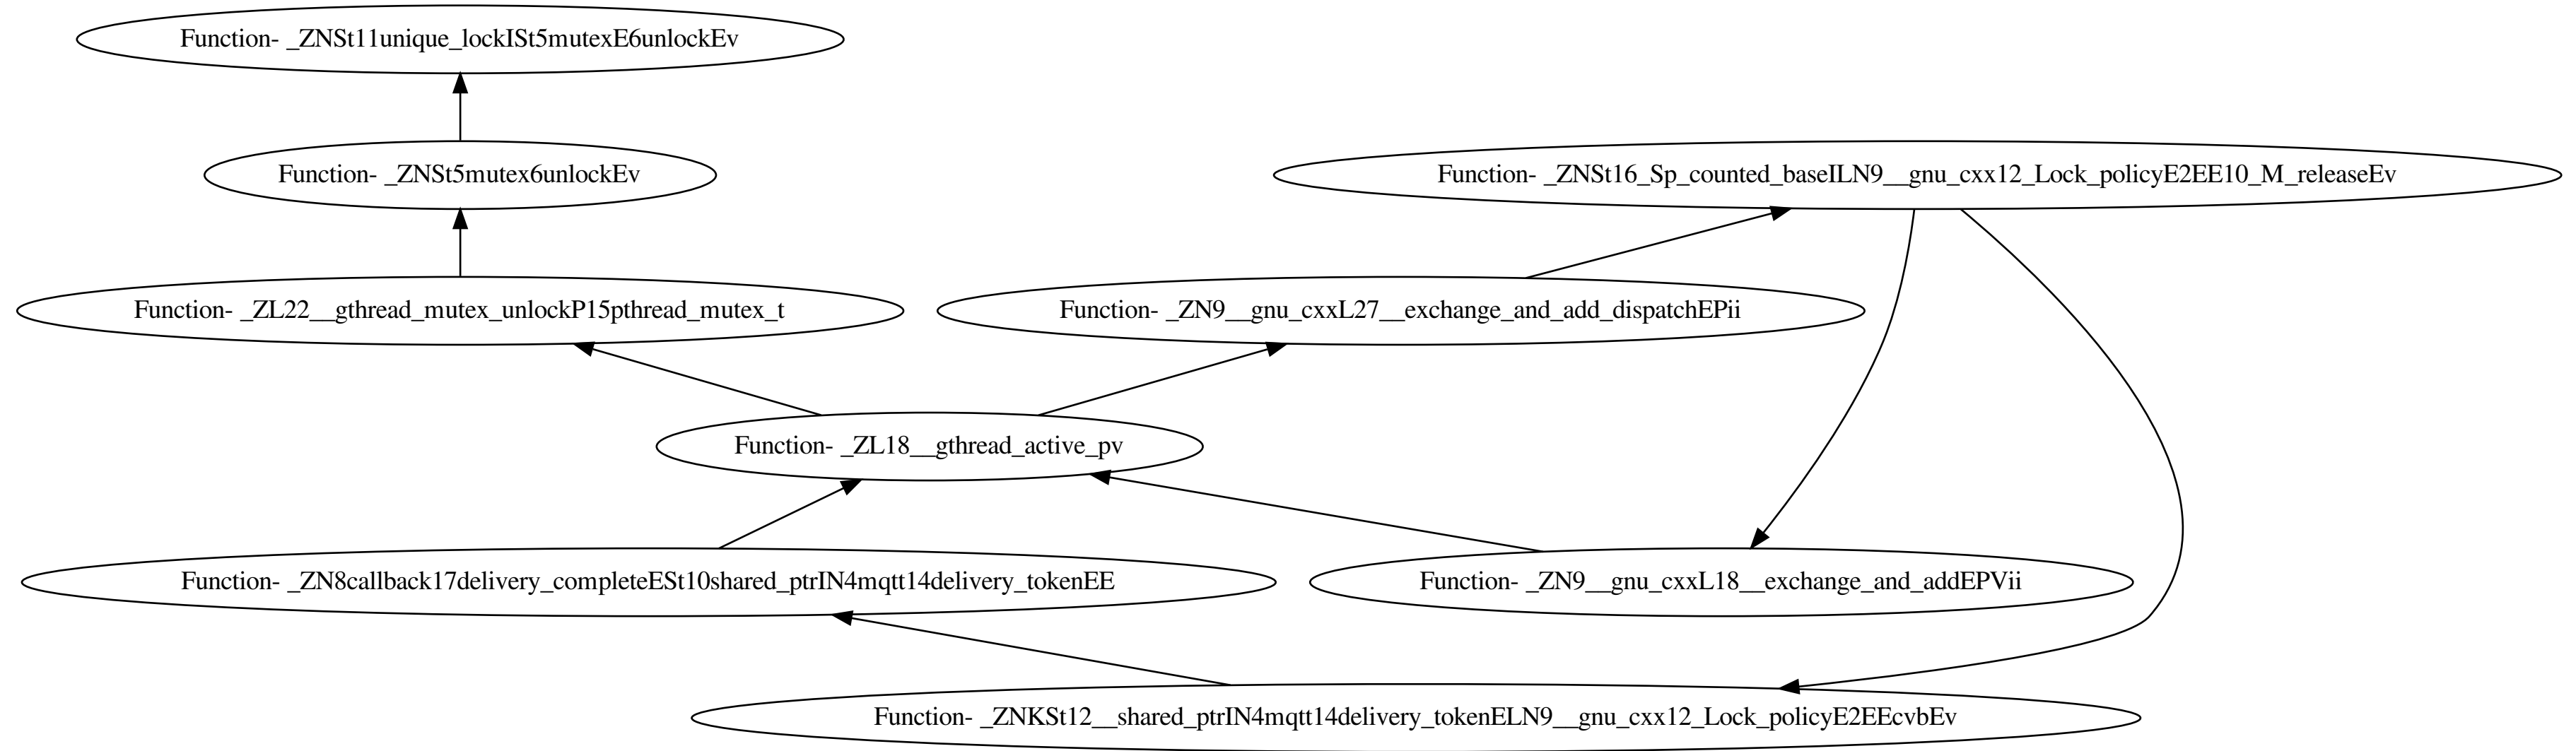 Function- _ZNSt11unique_lockISt5mutexE6unlockEv
Function- _ZNSt5mutex6unlockEv
Function- _ZNSt16_Sp_counted_baseILN9__gnu_cxx12_Lock_policyE2EE10_M_releaseEv
Function- _ZL22__gthread_mutex_unlockP15pthread_mutex_t
Function- _ZN9__gnu_cxxL27__exchange_and_add_dispatchEPii
Function- _ZL18__gthread_active_pv
Function- _ZN8callback17delivery_completeESt10shared_ptrIN4mqtt14delivery_tokenEE
Function- _ZN9__gnu_cxxL18__exchange_and_addEPVii
Function- _ZNKSt12__shared_ptrIN4mqtt14delivery_tokenELN9__gnu_cxx12_Lock_policyE2EEcvbEv